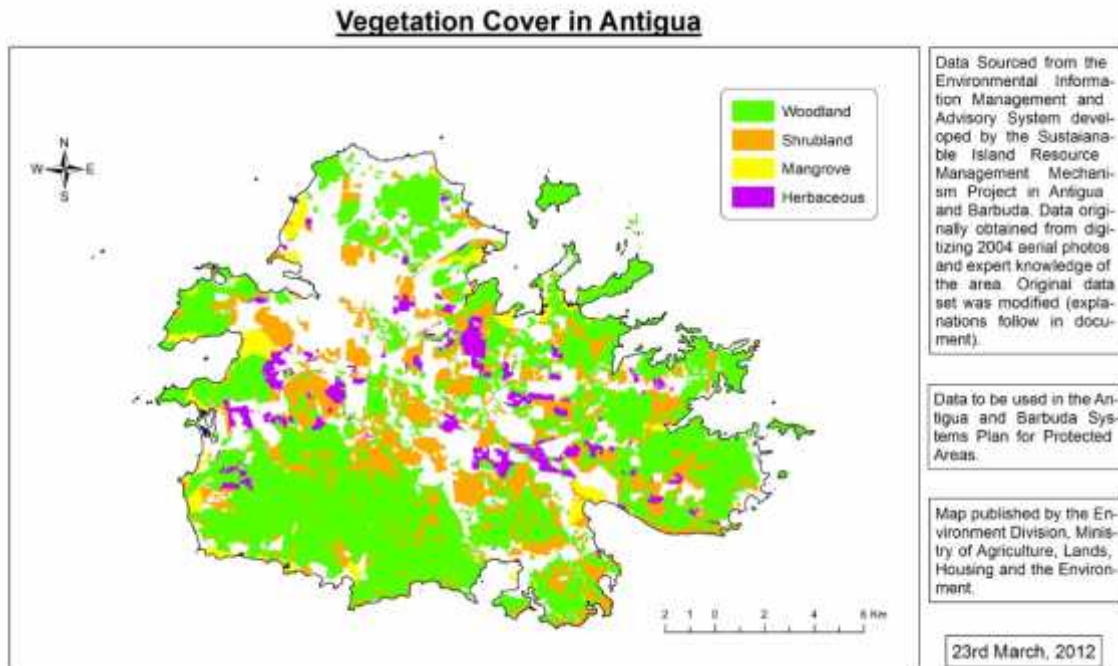 Vegetation Cover in Antigua
Woodland
Shrubland
Mangrove
Herbaceous
N
W E
S
2 1 0 2 4 6 Km
Data Sourced from the
Environmental Informa-
tion Management and
Advisory System devel-
oped by the Sustaiana-
ble Island Resource
Management Mechani-
sm Project in Antigua
and Barbuda. Data origi-
nally obtained from digi-
tizing 2004 aerial photos
and expert knowledge of
the area. Original data
set was modified (expla-
nations follow in docu-
ment).
Data to be used in the An-
tigua and Barbuda Sys-
tems Plan for Protected
Areas.
Map published by the En-
vironment Division, Minis-
try of Agriculture, Lands,
Housing and the Environ-
ment.
23rd March, 2012